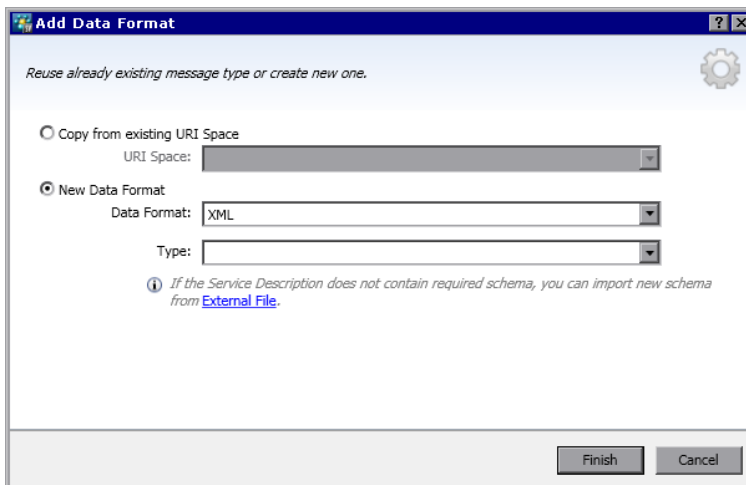 Add Data Format
Reuse already existing message type or create new one.
Copy from existing URI Space
URI Space:
New Data Format
Data Format: XML
Type:
If the Service Description does not contain required schema, you can import new schema
from External File.
Finish Cancel